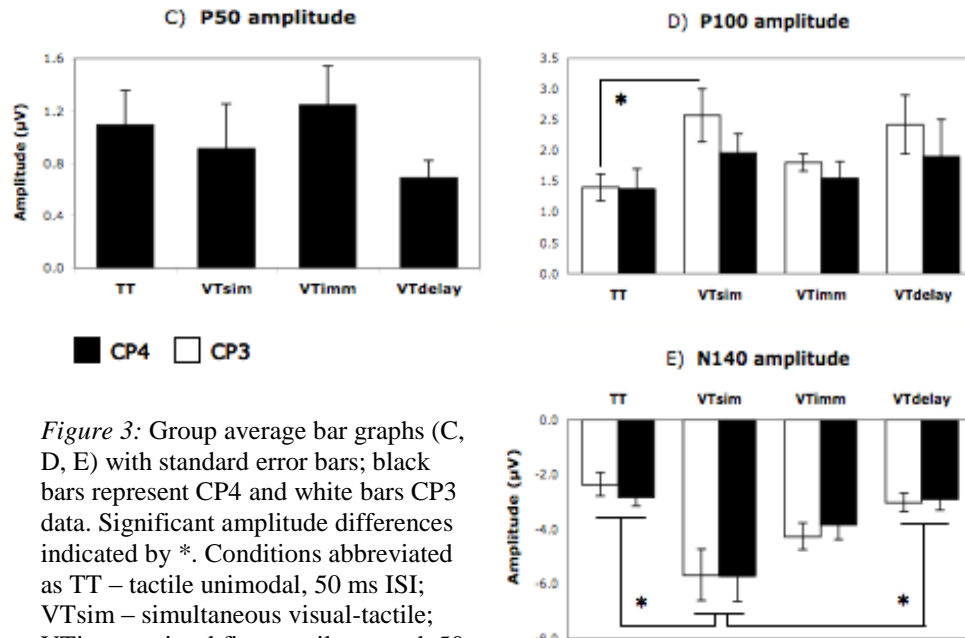 C) P50 amplitude
Amplitude (µV)
1.6
1.2
0.8
0.4
0.0
TT VTsim VTimm VTdelay
CP4 CP3
D) P100 amplitude
Amplitude (µV)
3.5
3.0
2.5
2.0
1.5
1.0
0.5
0.0
*
TT VTsim VTimm VTdelay
E) N140 amplitude
TT VTsim VTimm VTdelay
Amplitude (µV)
0.0
-2.0
-4.0
-6.0
* *
Figure 3: Group average bar graphs (C,
D, E) with standard error bars; black
bars represent CP4 and white bars CP3
data. Significant amplitude differences
indicated by *. Conditions abbreviated
as TT – tactile unimodal, 50 ms ISI;
VTsim – simultaneous visual-tactile;